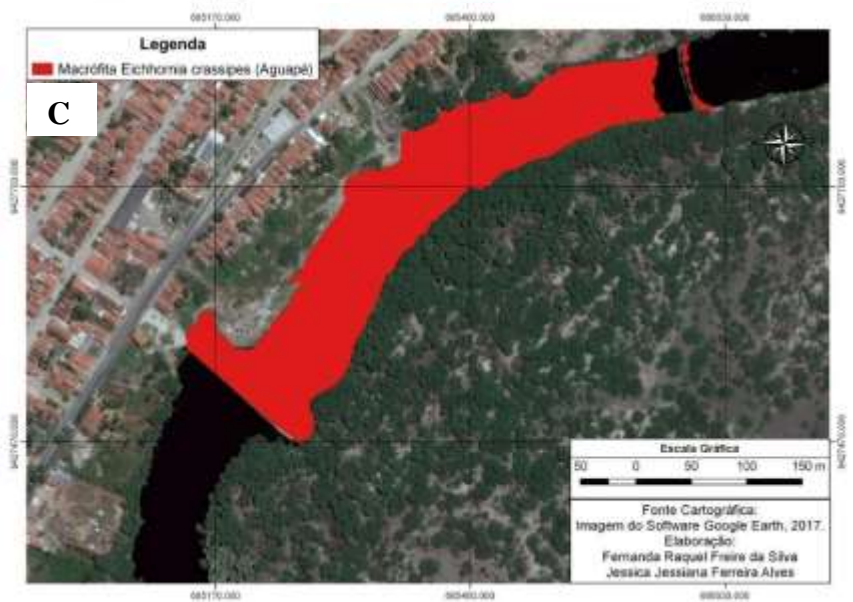 Legenda
Macrófita Eichhornia crassipes (Aguapé)
C
Escala Gráfica
50 0 50 100 150 m
Fonte Cartográfica:
Imagem do Software Google Earth, 2017.
Elaboração:
Fernanda Raquel Freire da Silva
Jessica Jessiana Ferreira Alves